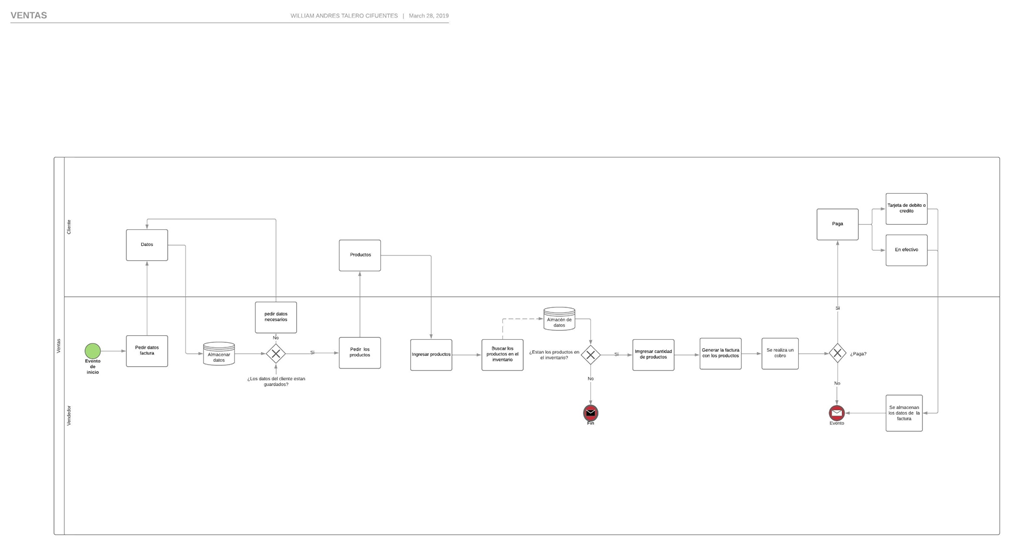 VENTAS
WILLIAM ANDRES TALERO CIFUENTES | March 28, 2019
Ventas
Cliente
Vendedor
Evento
de
inicio
Pedir datos
factura
Datos
Almacenar
datos
pedir datos
necesarios
No
Si
¿Los datos del cliente estan
guardados?
Pedir los
productos
Productos
Ingresar productos
Buscar los
productos en el
inventario
Almacén de
datos
¿Estan los productos en
el inventario?
Si
No
Fin
Ingresar cantidad
de productos
Generar la factura
con los productos
Se realiza un
cobro
¿Paga?
Si
No
Paga
Tarjeta de debito o
credito
En efectivo
Se almacenan
los datos de la
factura
Evento